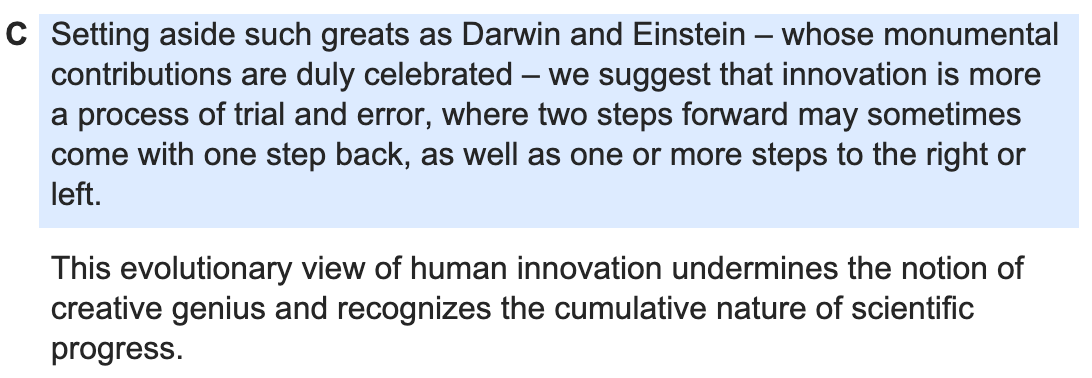 C Setting aside such greats as Darwin and Einstein – whose monumental
contributions are duly celebrated – we suggest that innovation is more
a process of trial and error, where two steps forward may sometimes
come with one step back, as well as one or more steps to the right or
left.
This evolutionary view of human innovation undermines the notion of
creative genius and recognizes the cumulative nature of scientific
progress.